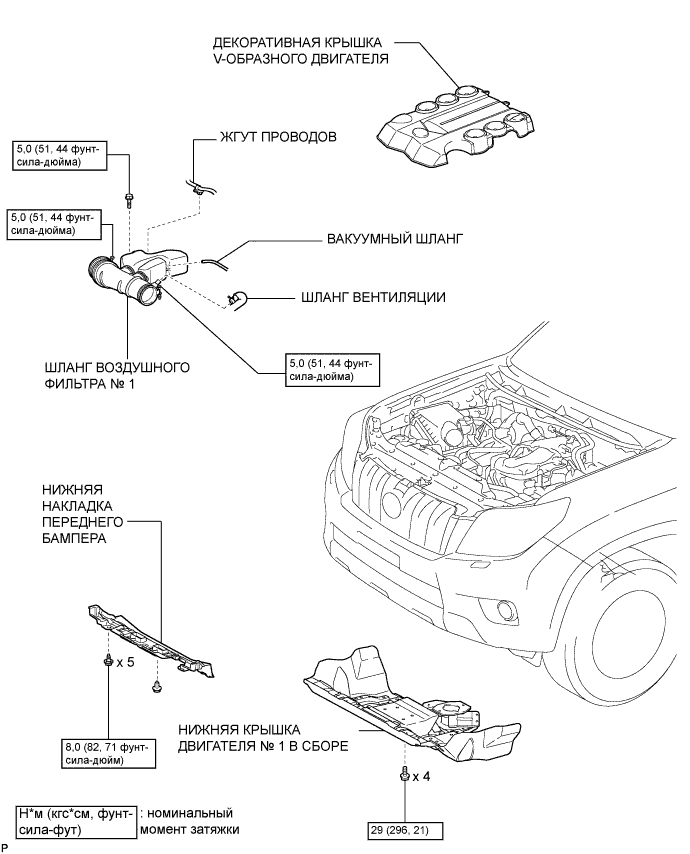 ДЕКОРАТИВНАЯ КРЫШКА
V-ОБРАЗНОГО ДВИГАТЕЛЯ
ЖГУТ ПРОВОДОВ
5,0 (51, 44 фунт-
сила-дюйма)
5,0 (51, 44 фунт-
сила-дюйма)
ВАКУУМНЫЙ ШЛАНГ
ШЛАНГ ВЕНТИЛЯЦИИ
ШЛАНГ ВОЗДУШНОГО
ФИЛЬТРА № 1
5,0 (51, 44 фунт-
сила-дюйма)
НИЖНЯЯ
НАКЛАДКА
ПЕРЕДНЕГО
БАМПЕРА
x 5
8,0 (82, 71 фунт-
сила-дюйм)
НИЖНЯЯ КРЫШКА
ДВИГАТЕЛЯ № 1 В СБОРЕ
x 4
29 (296, 21)
Н*м (кгс*см, фунт-
сила-фут)
: номинальный
момент затяжки
P